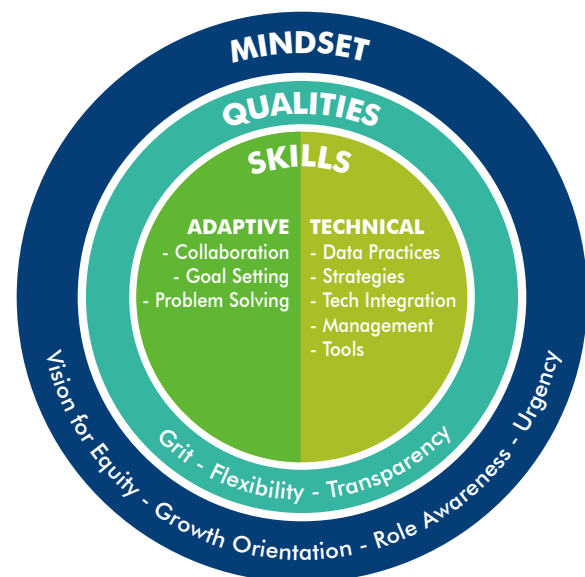 MINDSET
QUALITIES
SKILLS
ADAPTIVE
- Collaboration
- Goal Setting
- Problem Solving
TECHNICAL
- Data Practices
- Strategies
- Tech Integration
- Management
- Tools
Grit - Flexibility - Transparency
Vision for Equity - Growth Orientation - Role Awareness - Urgency